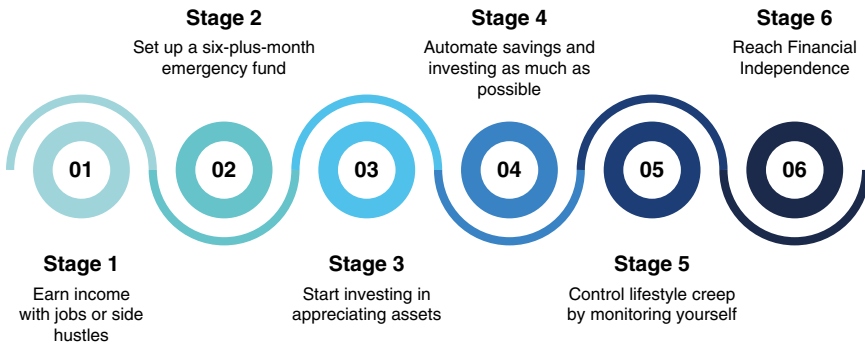 Stage 2
Set up a six-plus-month
emergency fund
Stage 4
Automate savings and
investing as much as
possible
Stage 6
Reach Financial
Independence
01
02
03
04
05
06
Stage 1
Earn income
with jobs or side
hustles
Stage 3
Start investing in
appreciating assets
Stage 5
Control lifestyle creep
by monitoring yourself